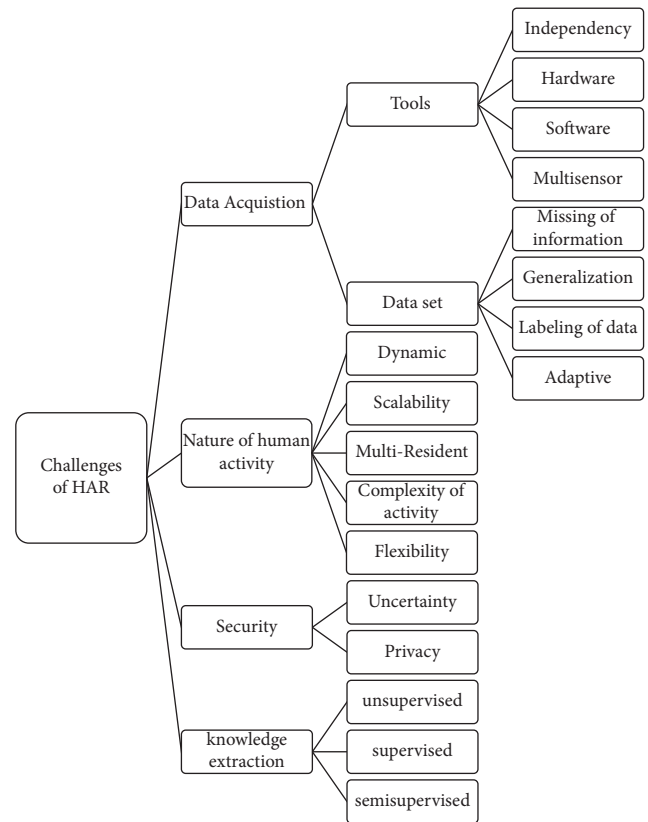 Challenges
of HAR
Data Acquistion
Tools
Independency
Hardware
Software
Multisensor
Data set
Missing of
information
Generalization
Labeling of data
Adaptive
Nature of human
activity
Dynamic
Scalability
Multi-Resident
Complexity of
activity
Flexibility
Security
Uncertainty
Privacy
knowledge
extraction
unsupervised
supervised
semisupervised